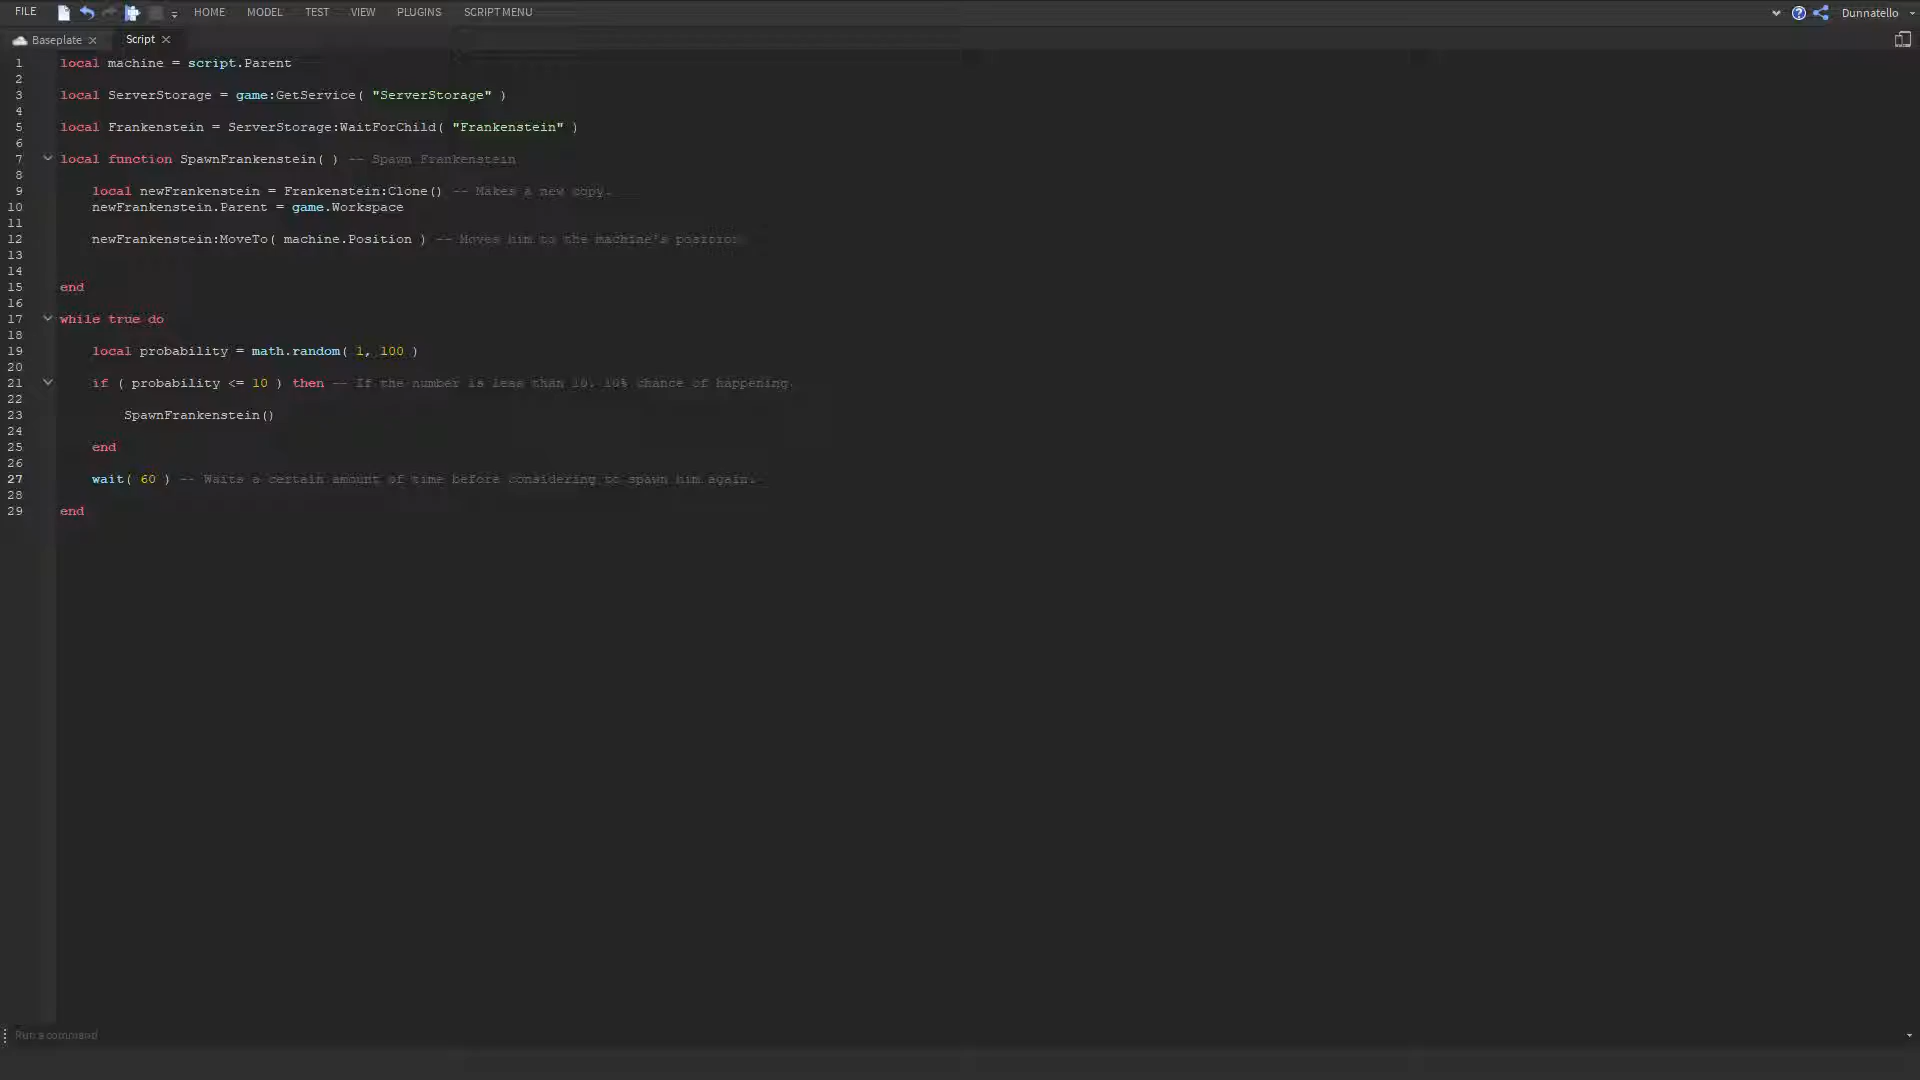 FILE HOME MODEL TEST VIEW PLUGINS SCRIPT MENU Dunnatello
Baseplate Script
1 local machine = script.Parent
2
3 local ServerStorage = game:GetService( "ServerStorage" )
4
5 local Frankenstein = ServerStorage:WaitForChild( "Frankenstein" )
6
7 local function SpawnFrankenstein( ) -- Spawn Frankenstein
8
9 local newFrankenstein = Frankenstein:Clone() -- Makes a new copy.
10 newFrankenstein.Parent = game.Workspace
11
12 newFrankenstein:MoveTo( machine.Position ) -- Moves him to the machine's position
13
14
15 end
16
17 while true do
18
19 local probability = math.random( 1, 100 )
20
21 if ( probability <= 10 ) then -- If the number is less than 10. 10% chance of happening.
22
23 SpawnFrankenstein()
24
25 end
26
27 wait( 60 ) -- Waits a certain amount of time before considering to spawn him again.
28
29 end
Run a command